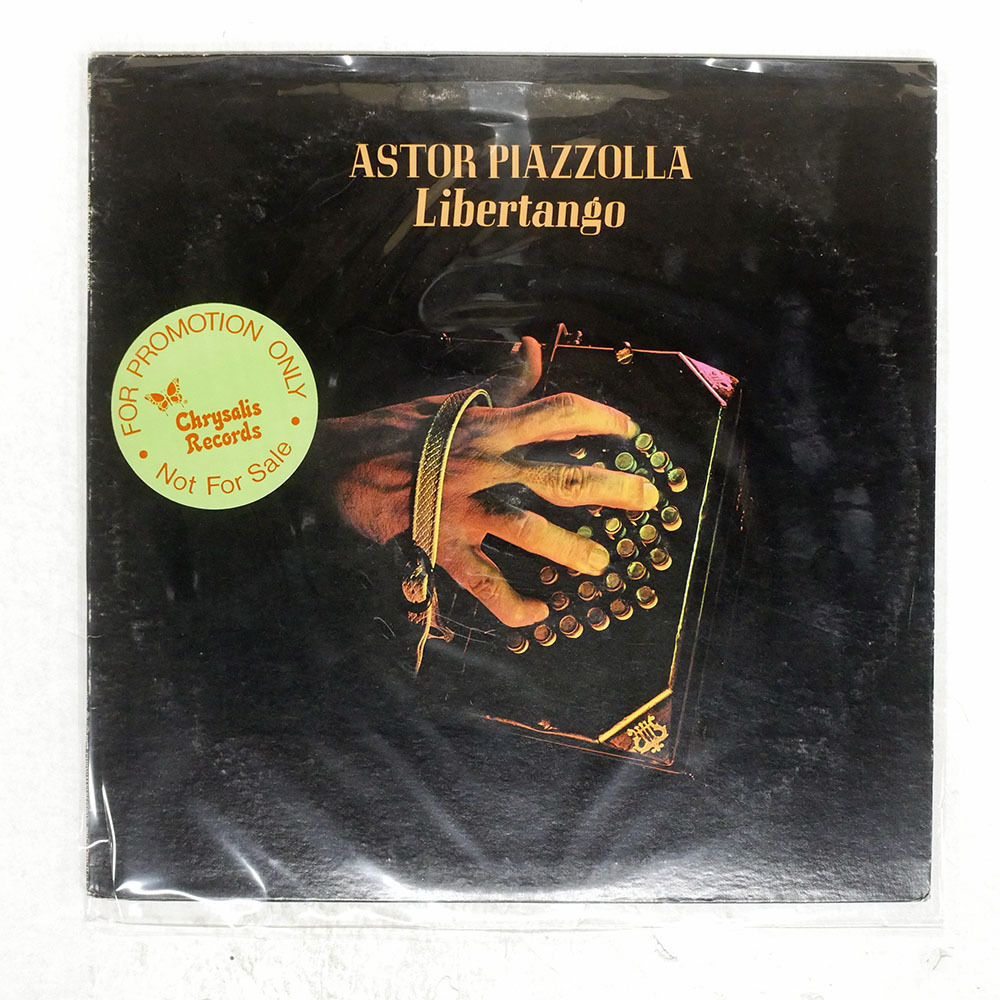 ASTOR PIAZZOLLA
Libertango
FOR PROMOTION ONLY
Chrysalis
Records
• Not For Sale •